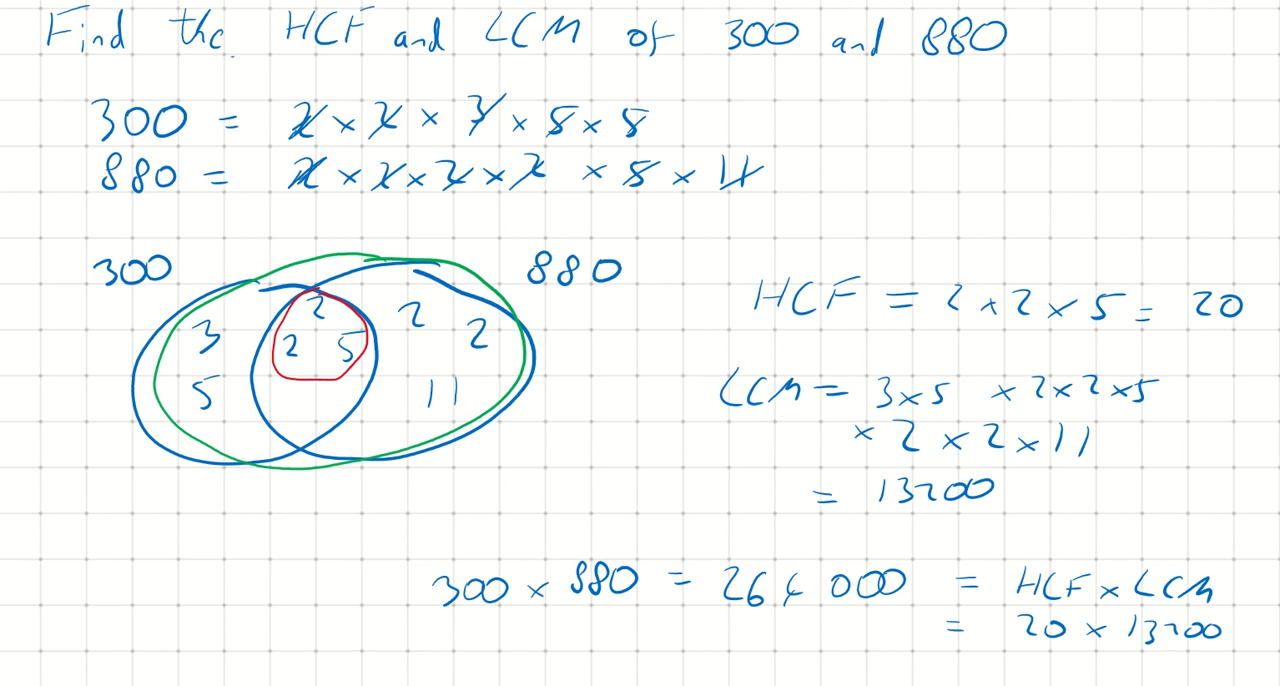 Find the HCF and LCM of 300 and 880
300 = 2 × 2 × 3 × 5 × 5
880 = 2 × 2 × 2 × 2 × 5 × 11
300
880
3
5
2
2 5
2
2
11
HCF = 2 × 2 × 5 = 20
LCM = 3 × 5 × 2 × 2 × 5
× 2 × 2 × 11
= 13200
300 × 880 = 264 000 = HCF × LCM
= 20 × 13200